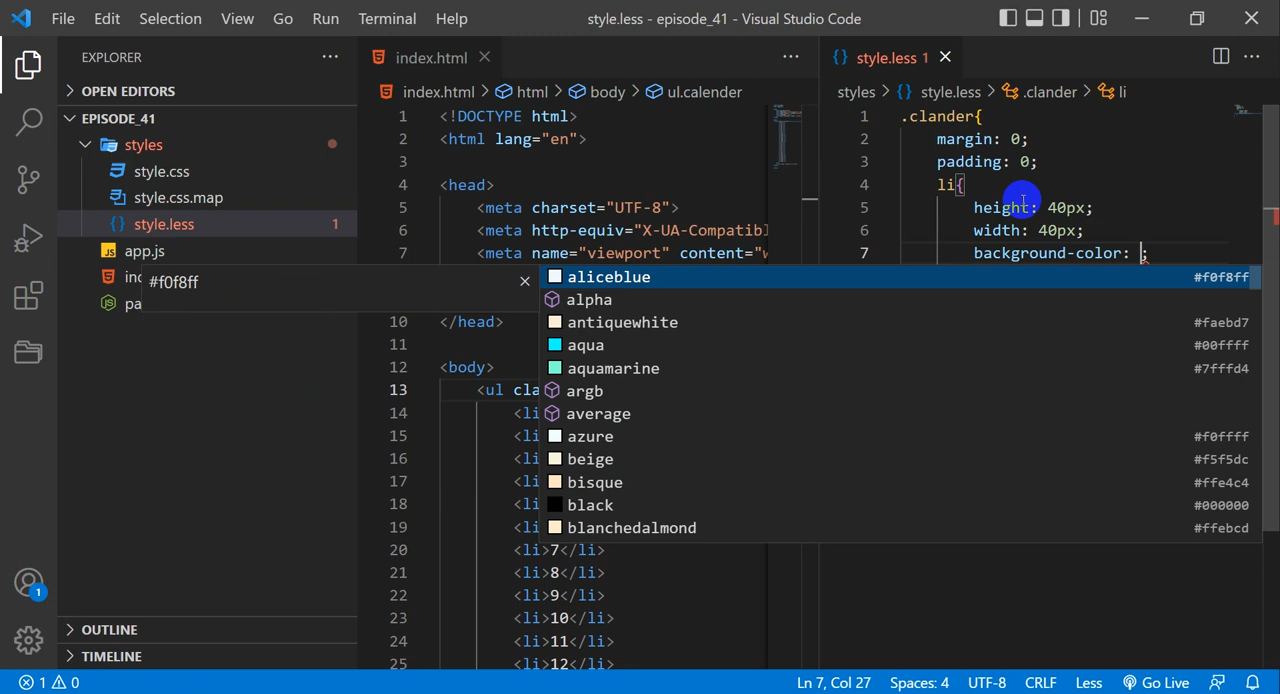 File Edit Selection View Go Run Terminal Help
style.less - episode_41 - Visual Studio Code
EXPLORER
OPEN EDITORS
EPISODE_41
styles
style.css
style.css.map
style.less 1
app.js
#f0f8ff
OUTLINE
TIMELINE
1
index.html
index.html > html > body > ul.calender
1 <!DOCTYPE html>
2 <html lang="en">
3
4 <head>
5 <meta charset="UTF-8">
6 <meta http-equiv="X-UA-Compatibl
7 <meta name="viewport" content="w
10 </head>
11
12 <body>
13 <ul cla
14 <li
15 <li
16 <li
17 <li
18 <li
19 <li
20 <li>7</li>
21 <li>8</li>
22 <li>9</li>
23 <li>10</li>
24 <li>11</li>
25 <li>12</li>
style.less 1
styles > style.less > .clander > li
1 .clander{
2 margin: 0;
3 padding: 0;
4 li{
5 height: 40px;
6 width: 40px;
7 background-color: ;
aliceblue #f0f8ff
alpha
antiquewhite #faebd7
aqua #00ffff
aquamarine #7fffd4
argb
average
azure #f0ffff
beige #f5f5dc
bisque #ffe4c4
black #000000
blanchedalmond #ffebcd
1 0
Ln 7, Col 27 Spaces: 4 UTF-8 CRLF Less Go Live